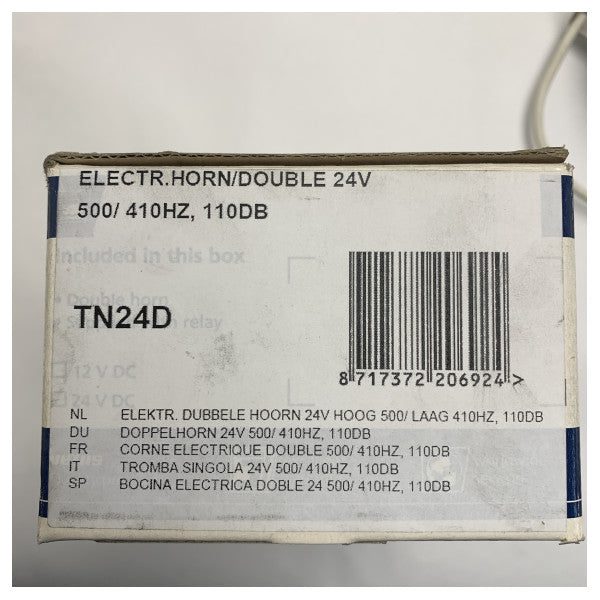 ELECTR.HORN/DOUBLE 24V
500/ 410HZ, 110DB
included in this box
• Double horn
relay
TN24D
12 V DC
24 V DC
8 717372 206924 >
NL ELEKTR. DUBBELE HOORN 24V HOOG 500/ LAAG 410HZ, 110DB
DU DOPPELHORN 24V 500/ 410HZ, 110DB
FR CORNE ELECTRIQUE DOUBLE 500/ 410HZ, 110DB
IT TROMBA SINGOLA 24V 500/ 410HZ, 110DB
SP BOCINA ELECTRICA DOBLE 24 500/ 410HZ, 110DB